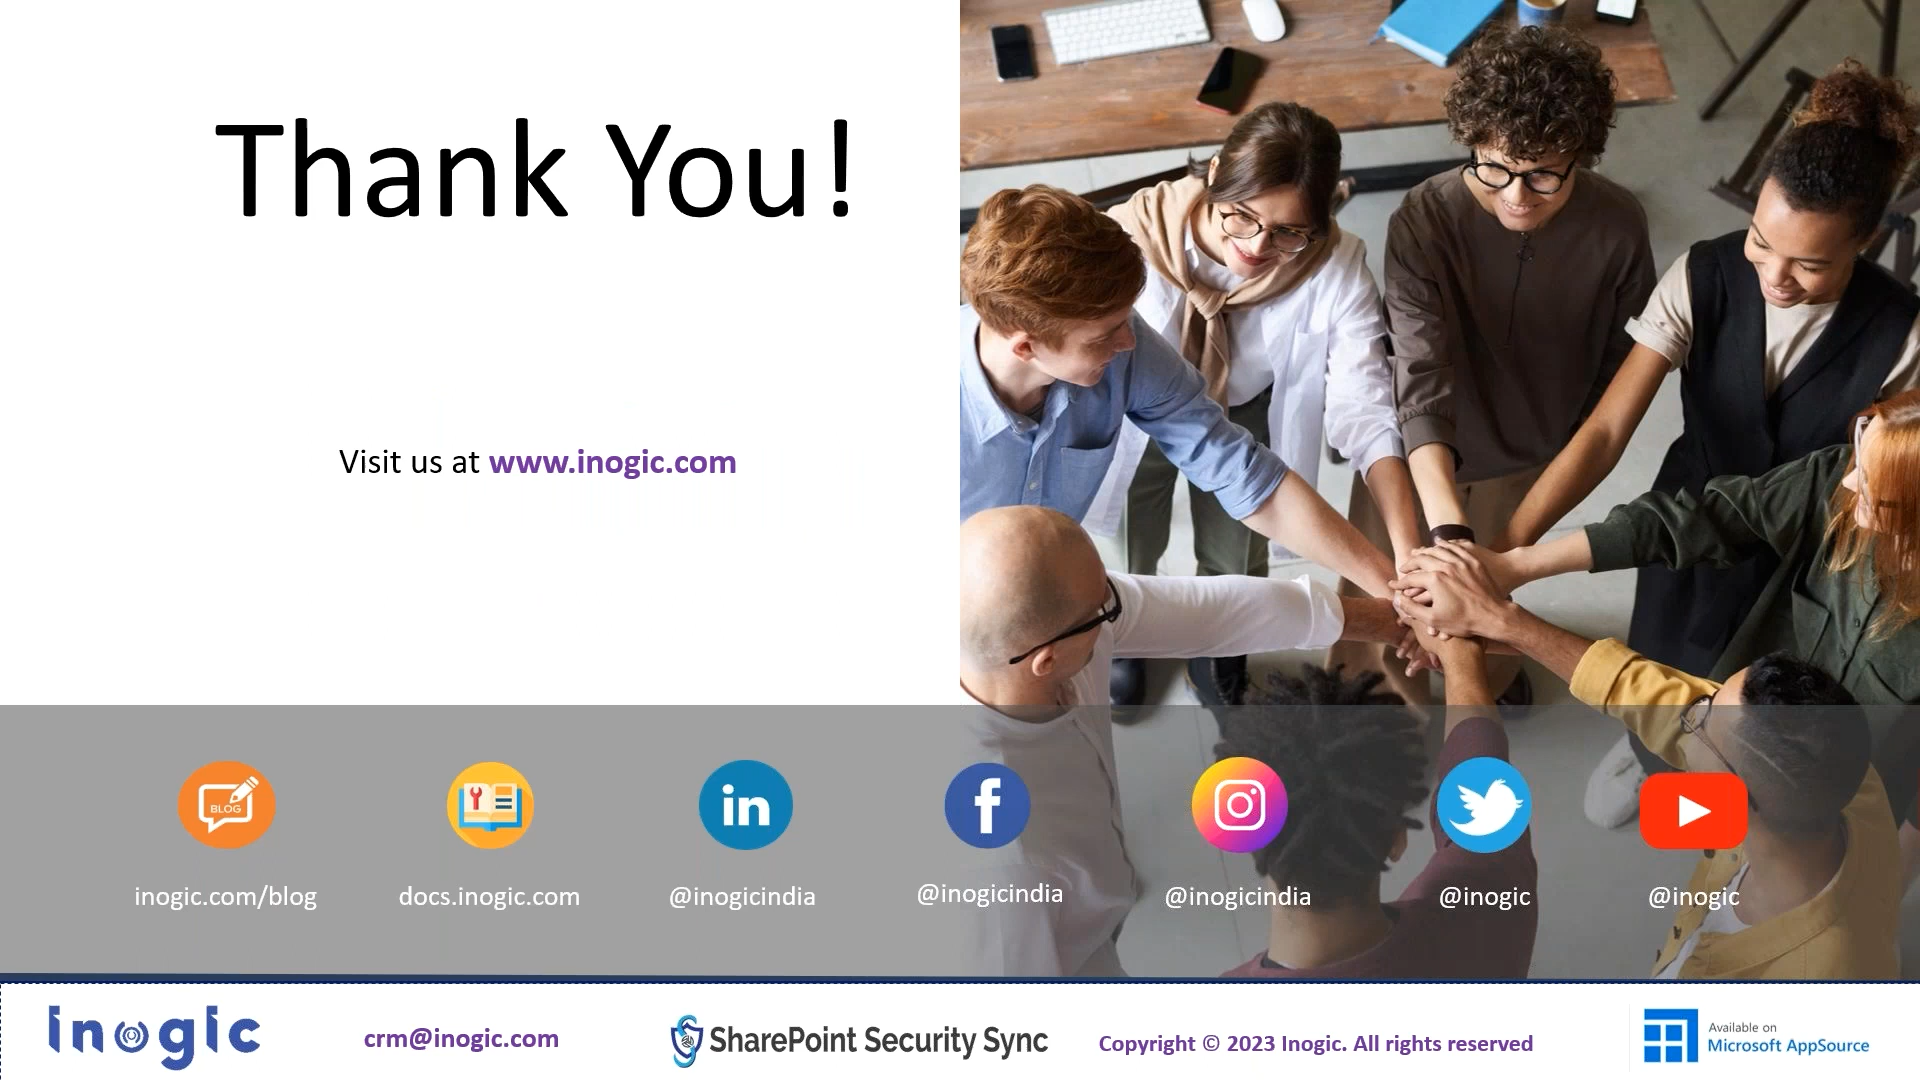 Thank You!
Visit us at www.inogic.com
BLOG
in
f
inogic.com/blog
docs.inogic.com
@inogicindia
@inogicindia
@inogicindia
@inogic
@inogic
inogic
crm@inogic.com
SharePoint Security Sync
Copyright © 2023 Inogic. All rights reserved
Available on
Microsoft AppSource